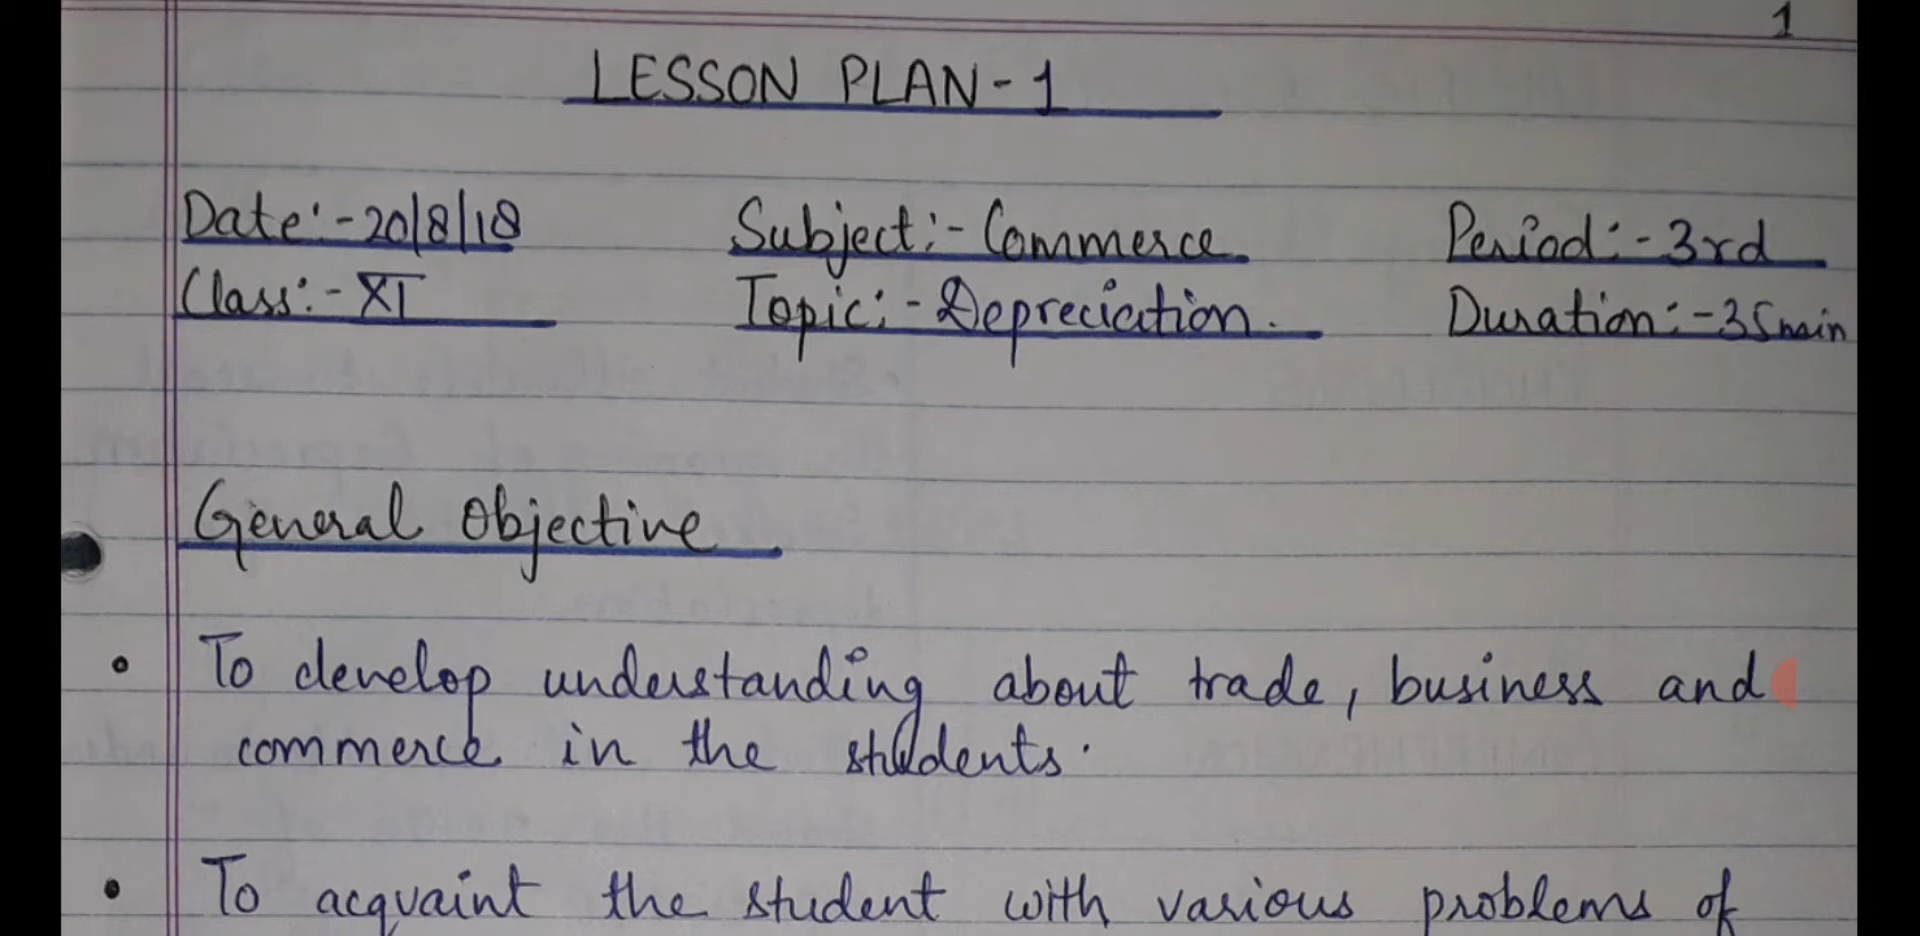 1
LESSON PLAN - 1
Date:- 20/8/18 Subject:- Commerce Period:- 3rd
Class:- XI Topic:- Depreciation. Duration:- 35min
General Objective
• To develop understanding about trade, business and
commerce in the students.
• To acquaint the student with various problems of